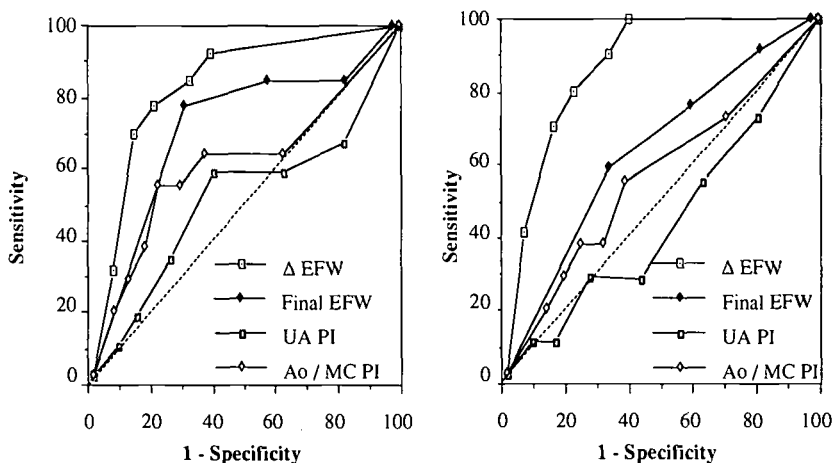 100
80
60
40
20
0
Sensitivity
Δ EFW
Final EFW
UA PI
Ao / MC PI
0 20 40 60 80 100
1 - Specificity
100
80
60
40
20
0
Sensitivity
Δ EFW
Final EFW
UA PI
Ao / MC PI
0 20 40 60 80 100
1 - Specificity